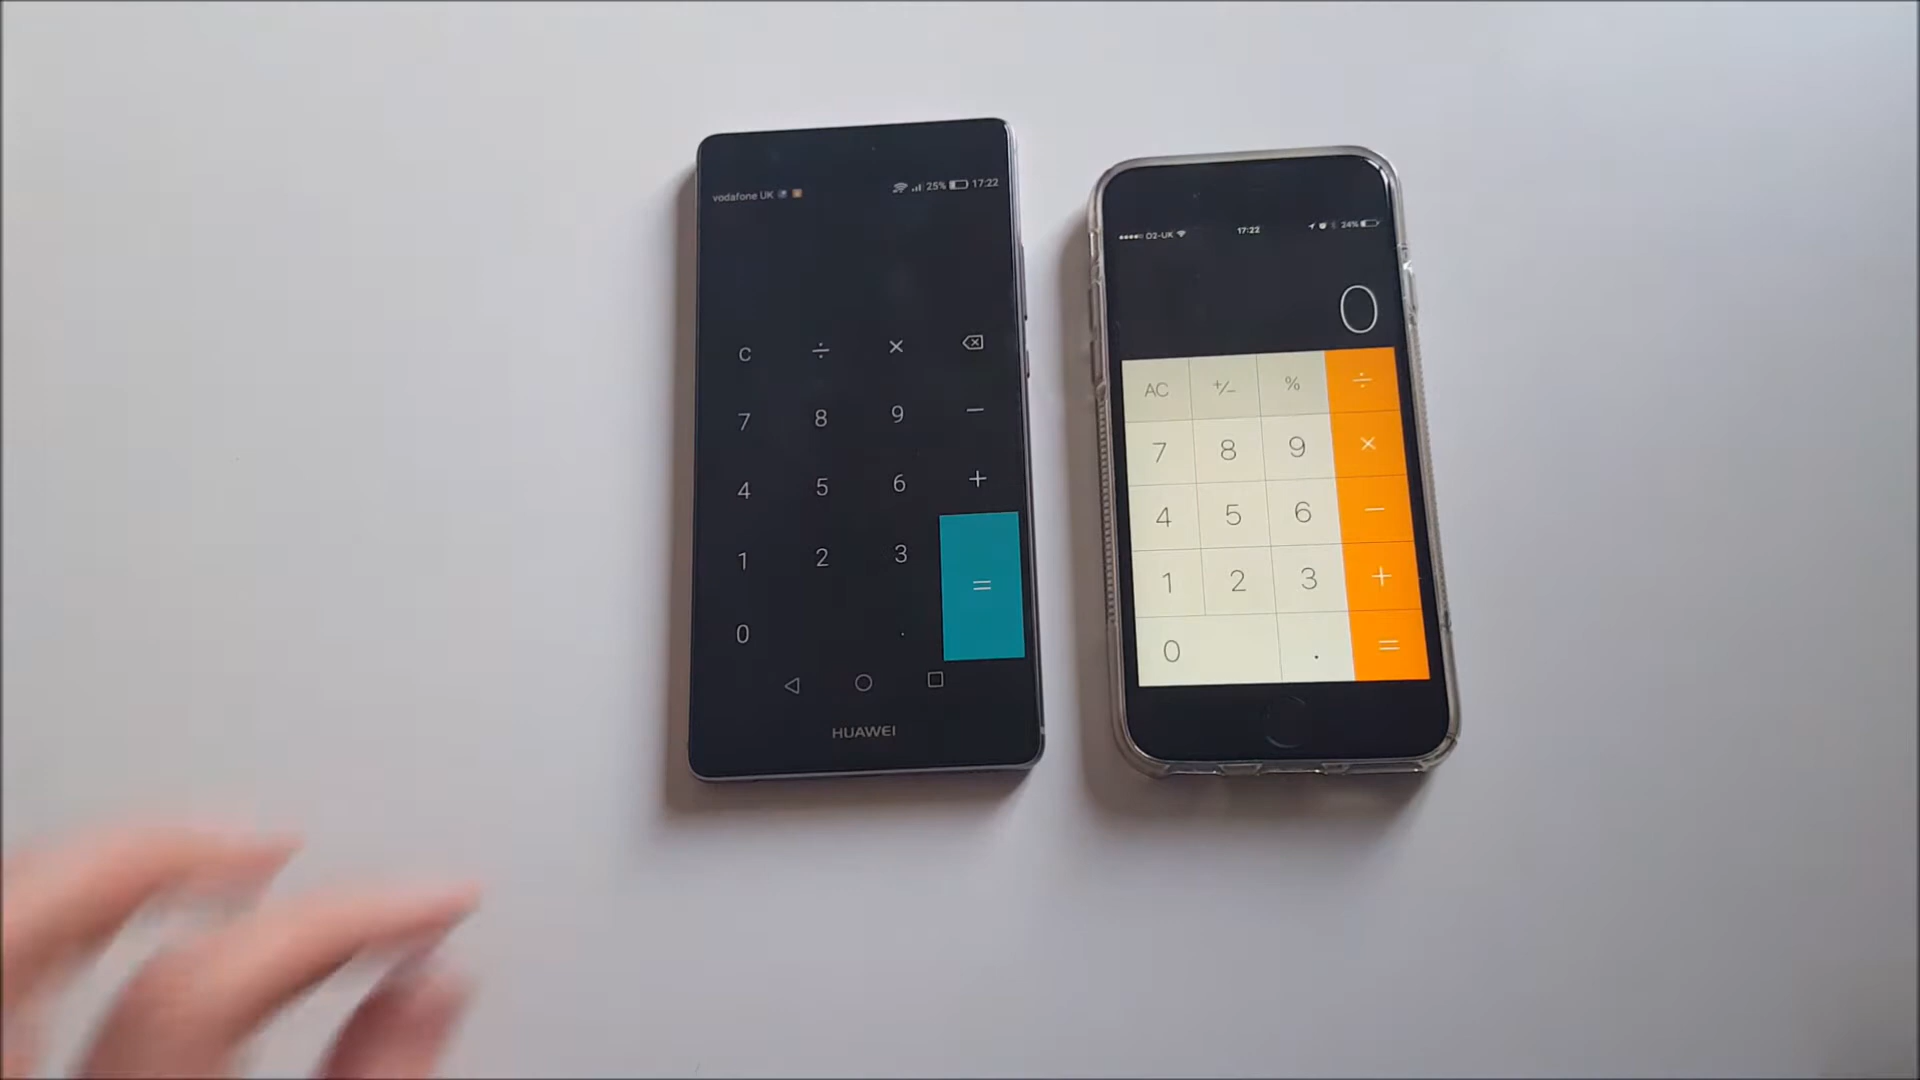 vodafone UK 25% 17:22
C ÷ × 
7 8 9 −
4 5 6 +
1 2 3
=
0 .
HUAWEI
O2-UK 17:22 24%
0
AC +/− % ÷
7 8 9 ×
4 5 6 −
1 2 3 +
0 . =